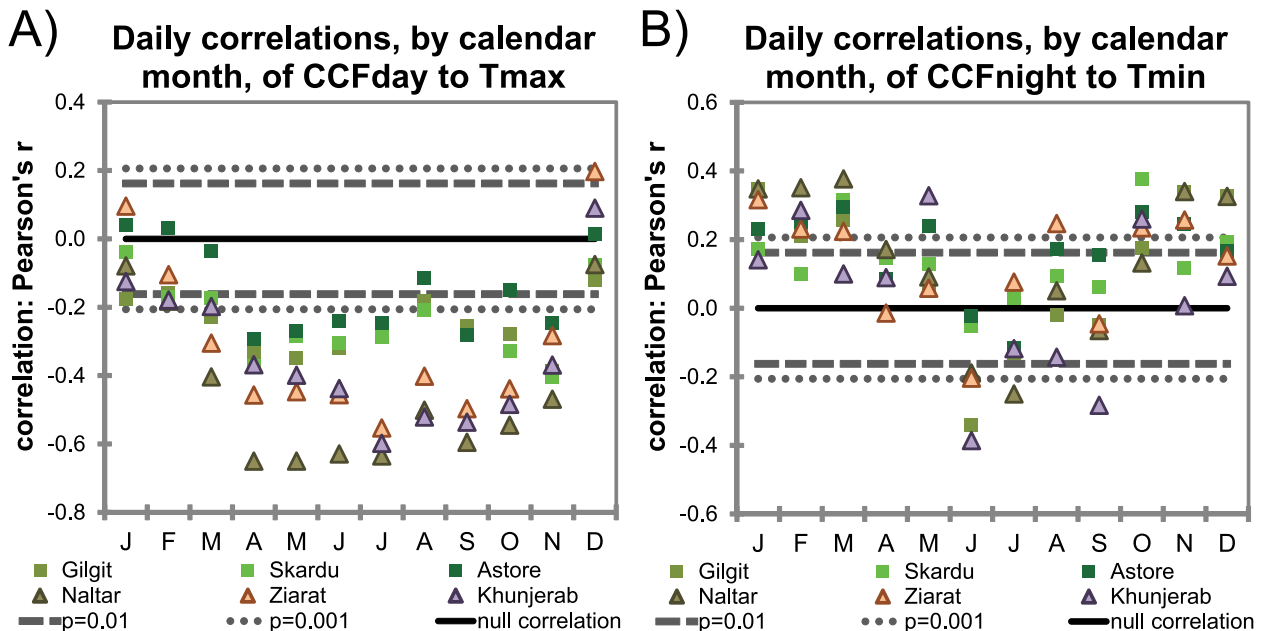 A)
Daily correlations, by calendar
month, of CCFday to Tmax
correlation: Pearson's r
0.4
0.2
0.0
-0.2
-0.4
-0.6
-0.8
J F M A M J J A S O N D
Gilgit Skardu Astore
Naltar Ziarat Khunjerab
p=0.01 p=0.001 null correlation
B)
Daily correlations, by calendar
month, of CCFnight to Tmin
correlation: Pearson's r
0.6
0.4
0.2
0.0
-0.2
-0.4
-0.6
J F M A M J J A S O N D
Gilgit Skardu Astore
Naltar Ziarat Khunjerab
p=0.01 p=0.001 null correlation